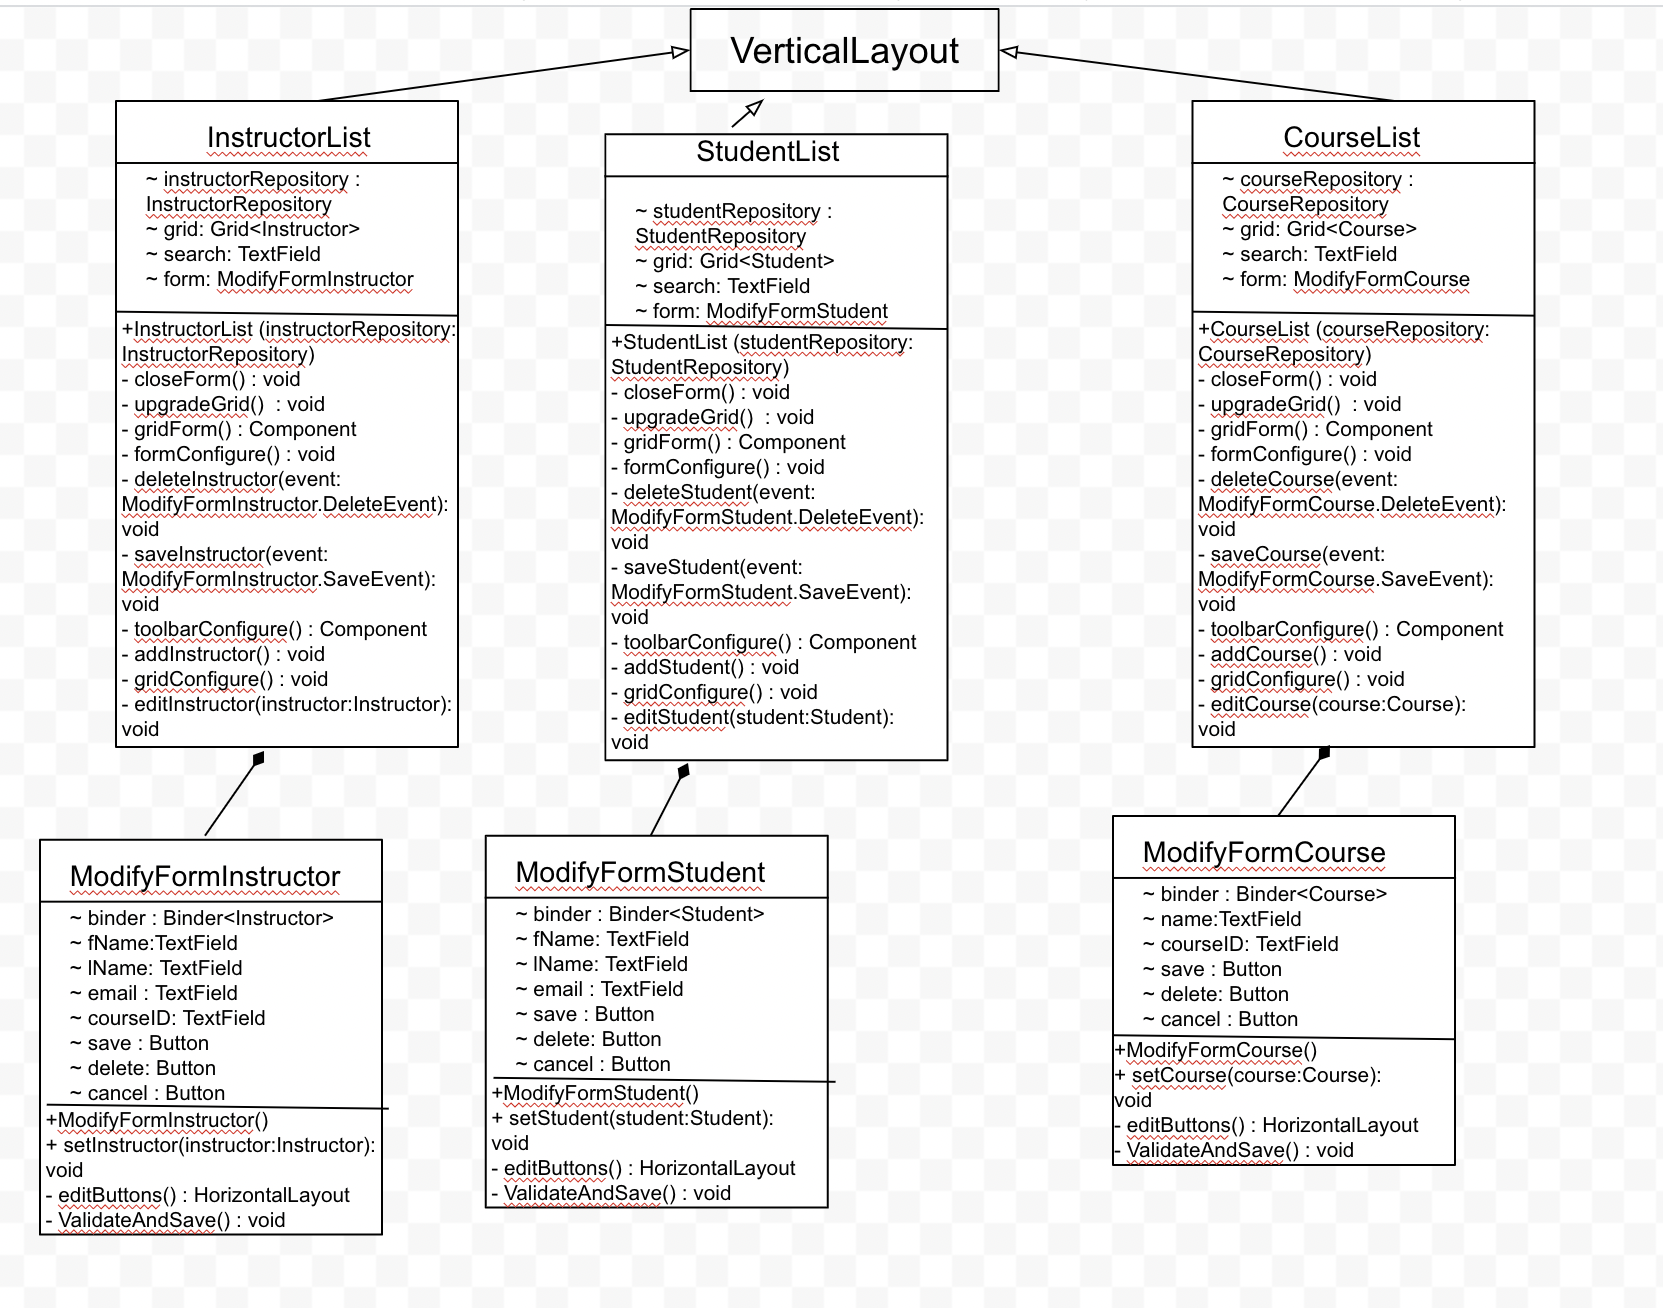 VerticalLayout
InstructorList
~ instructorRepository :
InstructorRepository
~ grid: Grid<Instructor>
~ search: TextField
~ form: ModifyFormInstructor
+InstructorList (instructorRepository:
InstructorRepository)
- closeForm() : void
- upgradeGrid()  : void
- gridForm() : Component
- formConfigure() : void
- deleteInstructor(event:
ModifyFormInstructor.DeleteEvent):
void
- saveInstructor(event:
ModifyFormInstructor.SaveEvent):
void
- toolbarConfigure() : Component
- addInstructor() : void
- gridConfigure() : void
- editInstructor(instructor:Instructor):
void
StudentList
~ studentRepository :
StudentRepository
~ grid: Grid<Student>
~ search: TextField
~ form: ModifyFormStudent
+StudentList (studentRepository:
StudentRepository)
- closeForm() : void
- upgradeGrid()  : void
- gridForm() : Component
- formConfigure() : void
- deleteStudent(event:
ModifyFormStudent.DeleteEvent):
void
- saveStudent(event:
ModifyFormStudent.SaveEvent):
void
- toolbarConfigure() : Component
- addStudent() : void
- gridConfigure() : void
- editStudent(student:Student):
void
CourseList
~ courseRepository :
CourseRepository
~ grid: Grid<Course>
~ search: TextField
~ form: ModifyFormCourse
+CourseList (courseRepository:
CourseRepository)
- closeForm() : void
- upgradeGrid()  : void
- gridForm() : Component
- formConfigure() : void
- deleteCourse(event:
ModifyFormCourse.DeleteEvent):
void
- saveCourse(event:
ModifyFormCourse.SaveEvent):
void
- toolbarConfigure() : Component
- addCourse() : void
- gridConfigure() : void
- editCourse(course:Course):
void
ModifyFormInstructor
~ binder : Binder<Instructor>
~ fName:TextField
~ lName: TextField
~ email : TextField
~ courseID: TextField
~ save : Button
~ delete: Button
~ cancel : Button
+ModifyFormInstructor()
+ setInstructor(instructor:Instructor):
void
- editButtons() : HorizontalLayout
- ValidateAndSave() : void
ModifyFormStudent
~ binder : Binder<Student>
~ fName: TextField
~ lName: TextField
~ email : TextField
~ save : Button
~ delete: Button
~ cancel : Button
+ModifyFormStudent()
+ setStudent(student:Student):
void
- editButtons() : HorizontalLayout
- ValidateAndSave() : void
ModifyFormCourse
~ binder : Binder<Course>
~ name:TextField
~ courseID: TextField
~ save : Button
~ delete: Button
~ cancel : Button
+ModifyFormCourse()
+ setCourse(course:Course):
void
- editButtons() : HorizontalLayout
- ValidateAndSave() : void